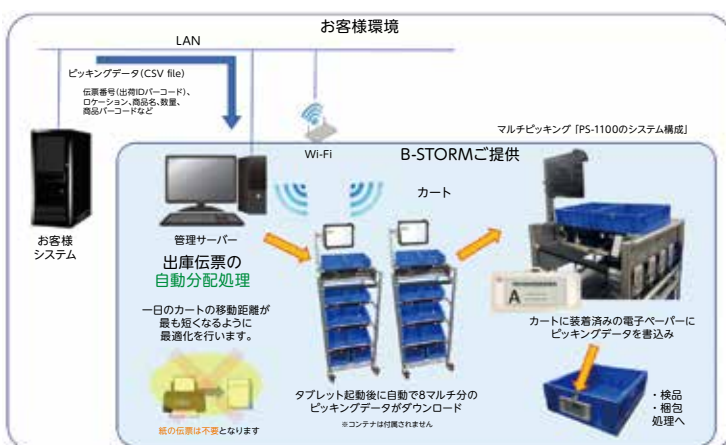 お客様環境
LAN
ピッキングデータ(CSV file)
伝票番号(出荷IDバーコード)、
ロケーション、商品名、数量、
商品バーコードなど
マルチピッキング「PS-1100のシステム構成」
Wi-Fi
B-STORMご提供
カート
お客様
システム
管理サーバー
出庫伝票の
自動分配処理
一日のカートの移動距離が
最も短くなるように
最適化を行います。
紙の伝票は不要となります
タブレット起動後に自動で8マルチ分の
ピッキングデータがダウンロード
※コンテナは付属されません
A
カートに装着済みの電子ペーパーに
ピッキングデータを書込み
・検品
・梱包
処理へ